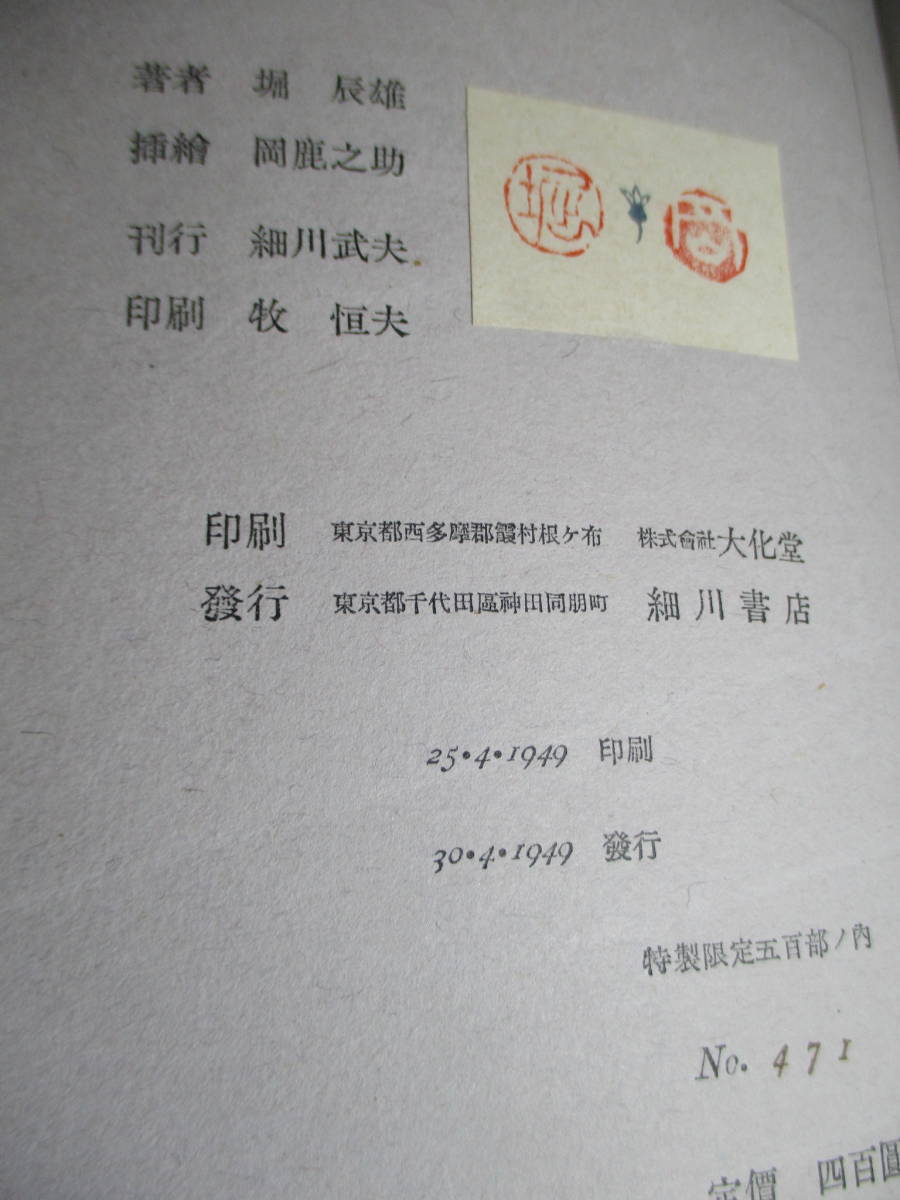 著者 堀 辰雄
挿繪 岡鹿之助
刊行 細川武夫
印刷 牧 恒夫
堀 岡
印刷 東京都西多摩郡霞村根ヶ布 株式會社 大化堂
發行 東京都千代田區神田同朋町 細川書店
25・4・1949 印刷
30・4・1949 發行
特製限定五百部ノ內
No. 471
定價 四百圓